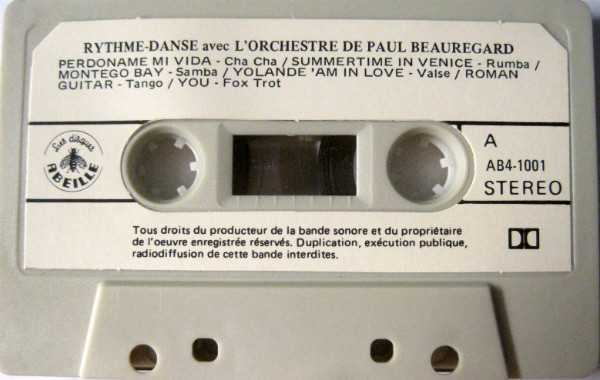 RYTHME-DANSE avec L'ORCHESTRE DE PAUL BEAUREGARD
PERDONAME MI VIDA - Cha Cha / SUMMERTIME IN VENICE - Rumba /
MONTEGO BAY - Samba / YOLANDE 'AM IN LOVE - Valse / ROMAN
GUITAR - Tango / YOU - Fox Trot
Les disques
ABEILLE
A
AB4-1001
STEREO
Tous droits du producteur de la bande sonore et du propriétaire
de l'oeuvre enregistrée réservés. Duplication, exécution publique,
radiodiffusion de cette bande interdites.